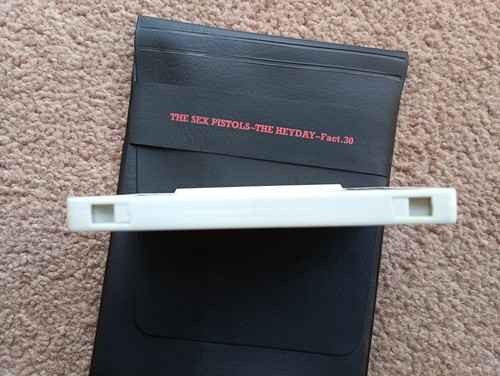 THE SEX PISTOLS–THE HEYDAY–Fact.30